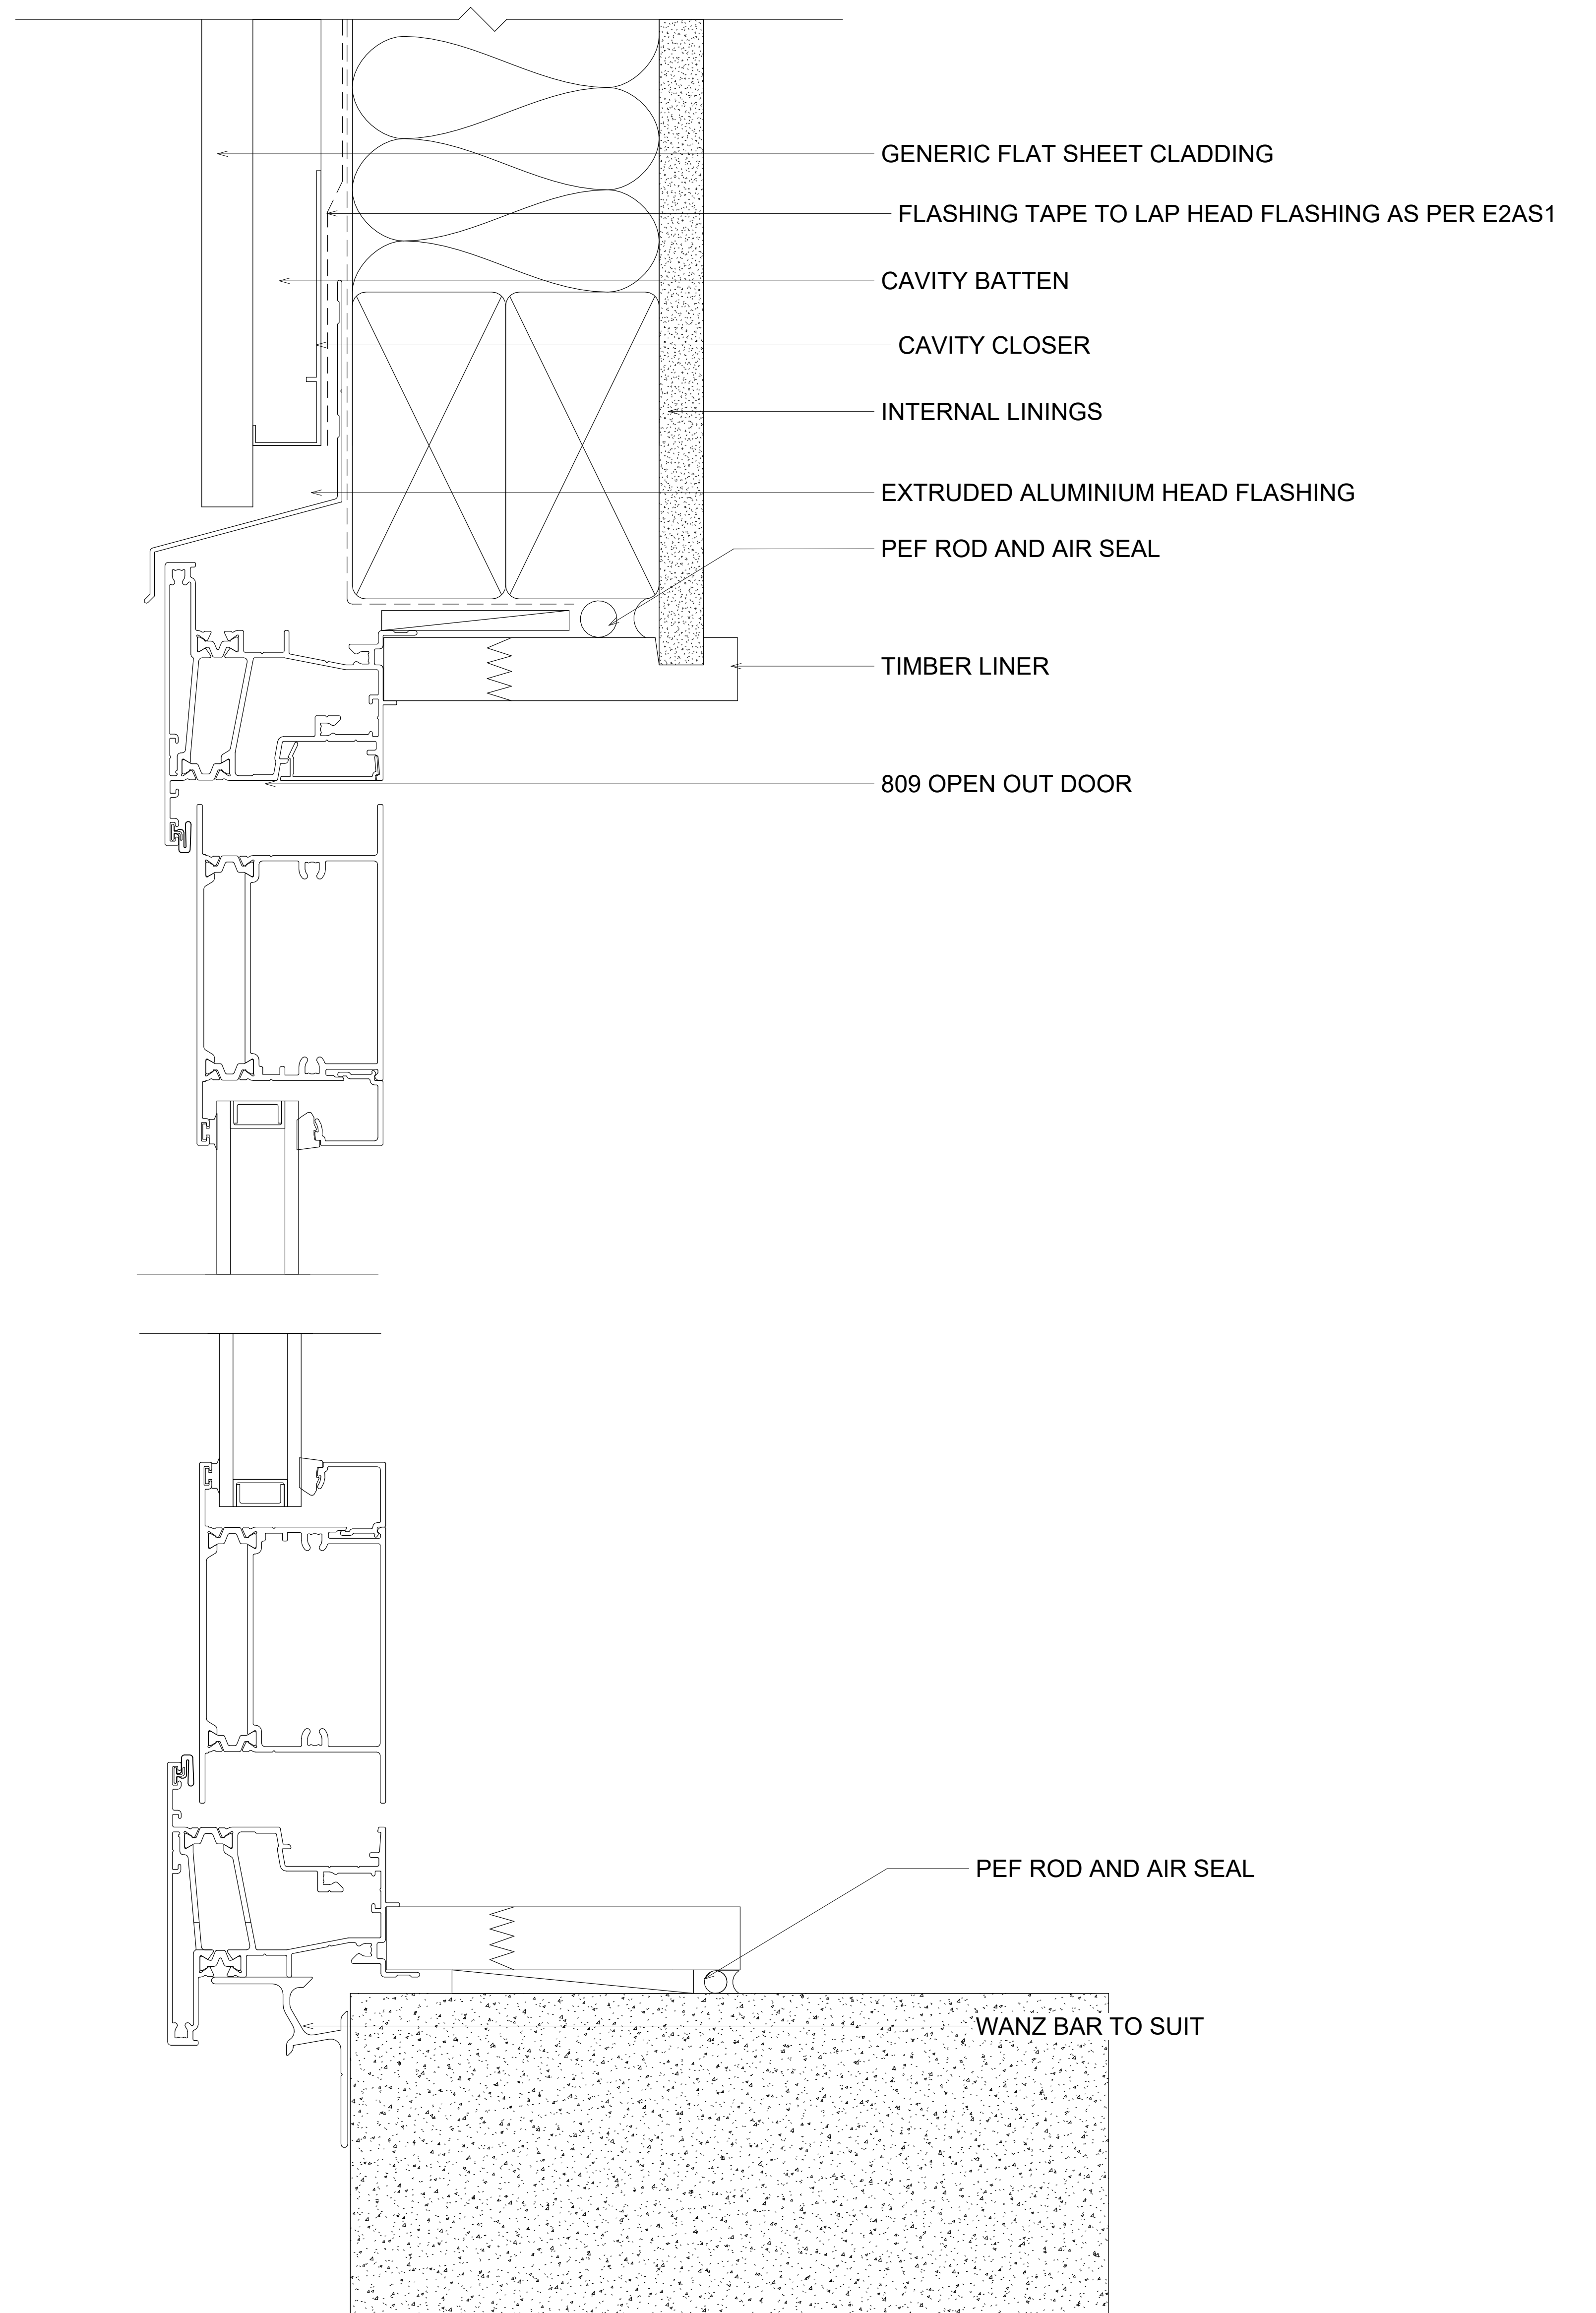 GENERIC FLAT SHEET CLADDING
FLASHING TAPE TO LAP HEAD FLASHING AS PER E2AS1
CAVITY BATTEN
CAVITY CLOSER
INTERNAL LININGS
EXTRUDED ALUMINIUM HEAD FLASHING
PEF ROD AND AIR SEAL
TIMBER LINER
809 OPEN OUT DOOR
PEF ROD AND AIR SEAL
WANZ BAR TO SUIT